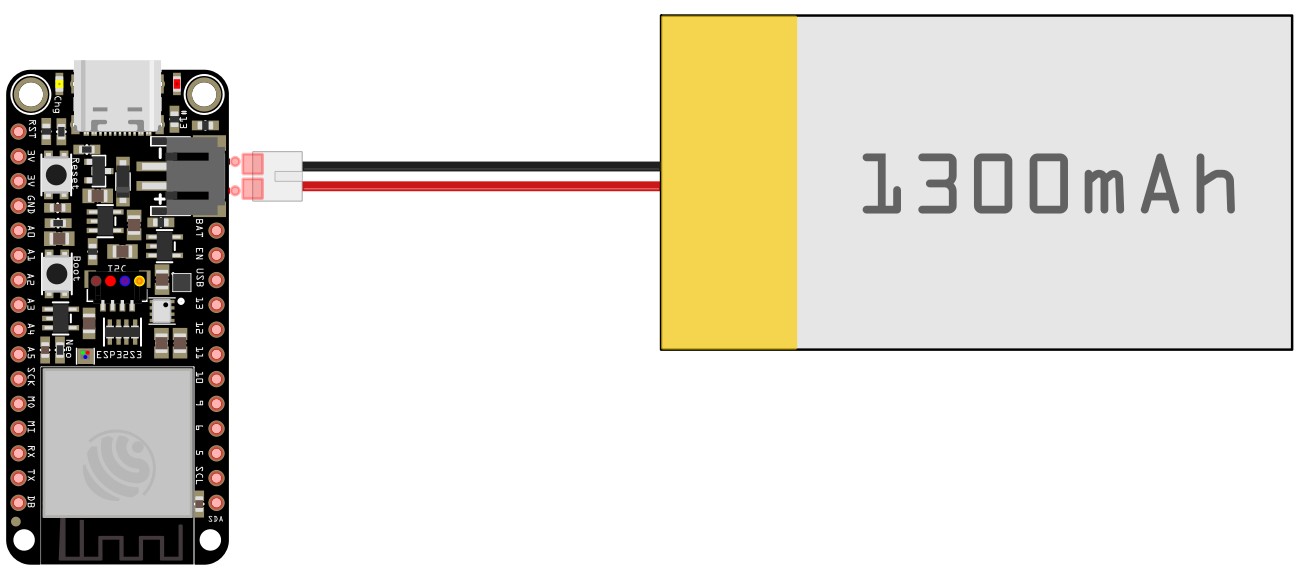 Chg
RST
3V
3V
GND
A0
A1
A2
A3
A4
A5
SCK
MO
MI
RX
TX
DB
Reset
Boot
Neo
-
+
I2C
ESP32S3
BAT
EN
USB
13
12
11
10
9
6
5
SCL
SDA
1300mAh